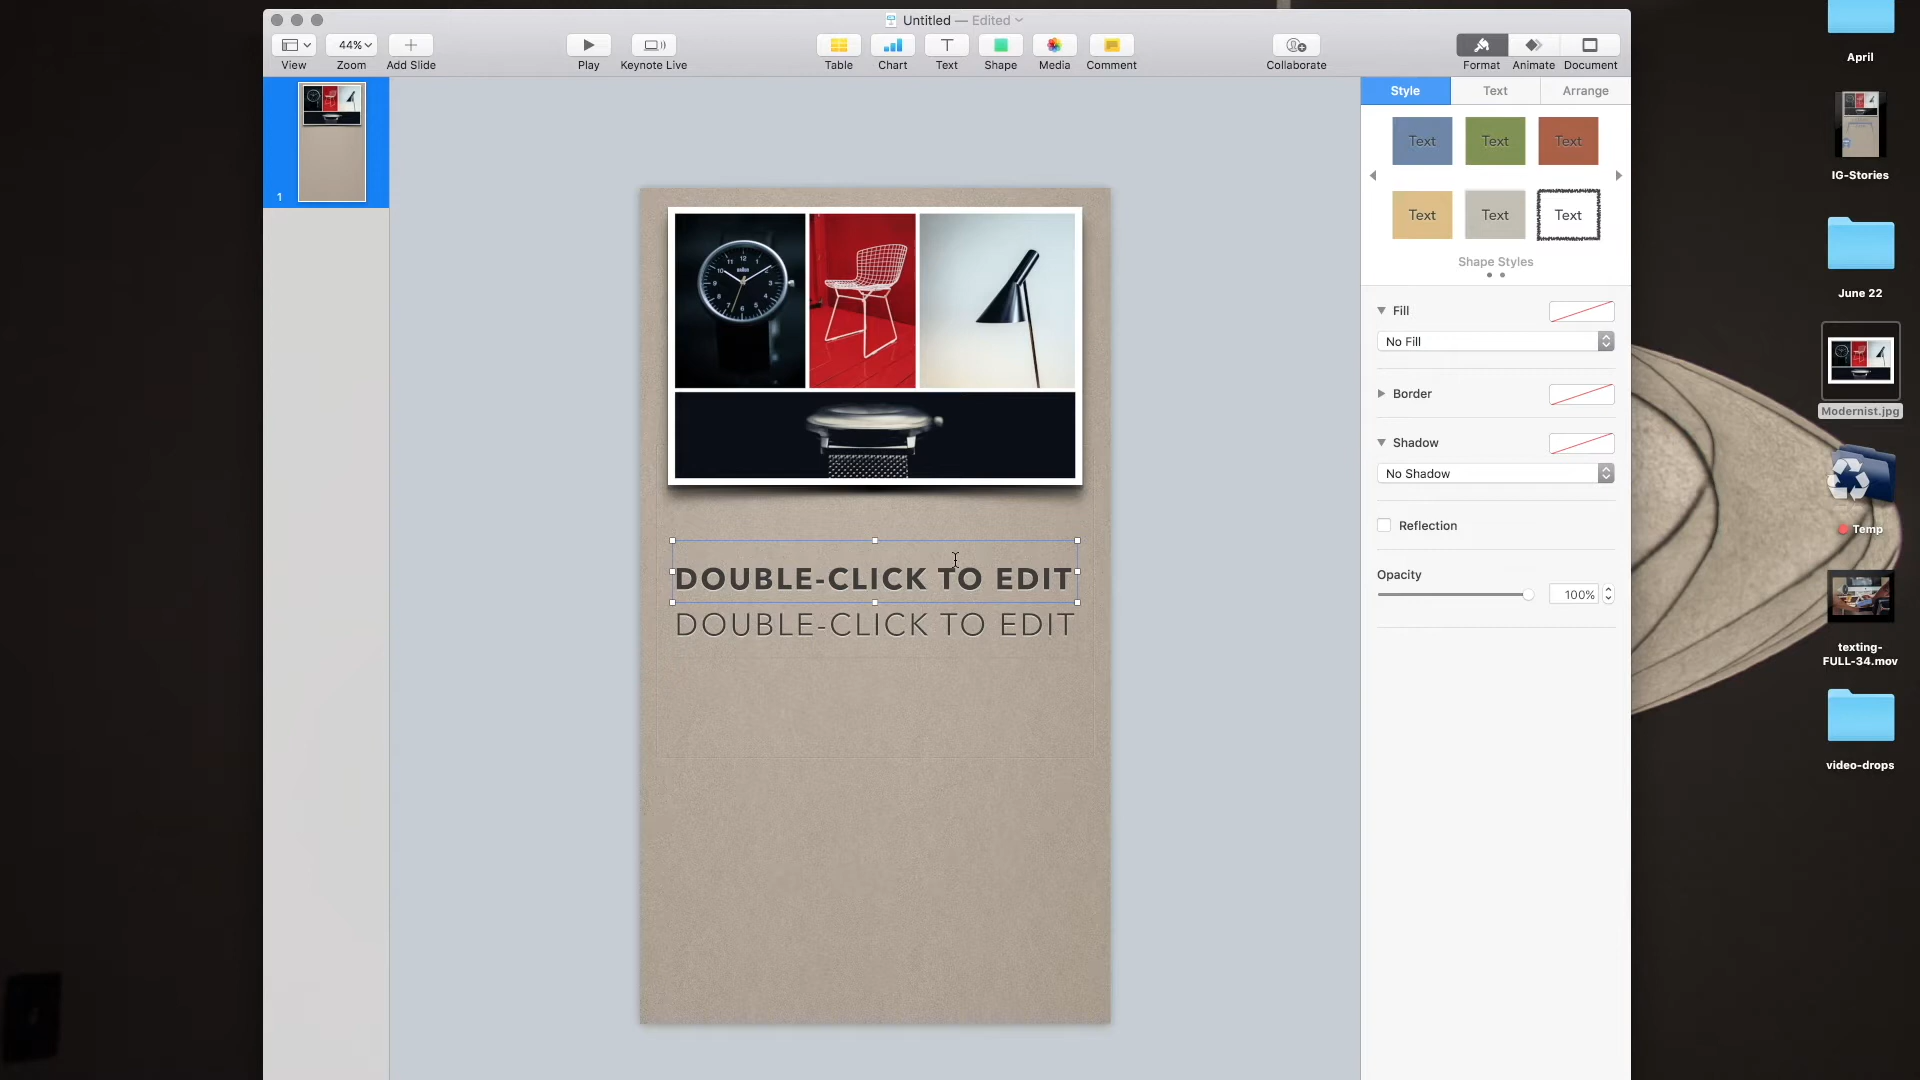 Untitled — Edited
View
44%
Zoom
Add Slide
Play
Keynote Live
Table
Chart
Text
Shape
Media
Comment
Collaborate
Format
Animate
Document
1
Style
Text
Arrange
Text
Text
Text
Text
Text
Text
Shape Styles
Fill
No Fill
Border
Shadow
No Shadow
Reflection
Opacity
100%
DOUBLE-CLICK TO EDIT
DOUBLE-CLICK TO EDIT
April
IG-Stories
June 22
Modernist.jpg
Temp
texting-
FULL-34.mov
video-drops